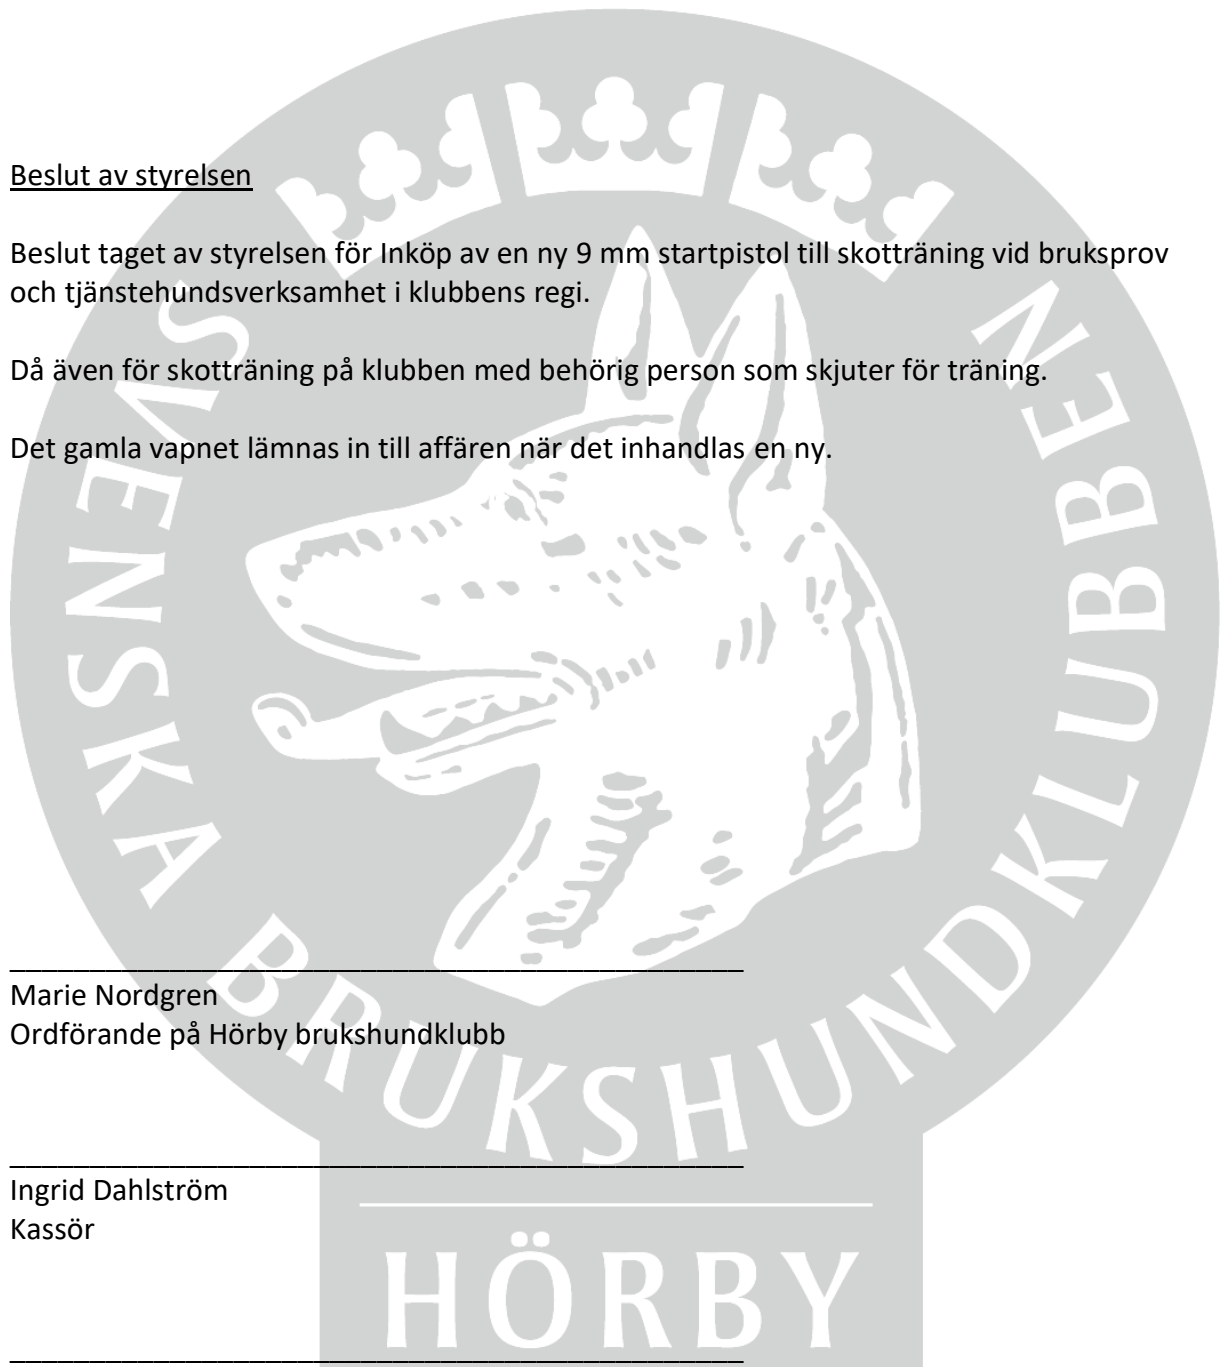 Beslut av styrelsen
Beslut taget av styrelsen för Inköp av en ny 9 mm startpistol till skotträning vid bruksprov
och tjänstehundsverksamhet i klubbens regi.
Då även för skotträning på klubben med behörig person som skjuter för träning.
Det gamla vapnet lämnas in till affären när det inhandlas en ny.
Marie Nordgren
Ordförande på Hörby brukshundklubb
Ingrid Dahlström
Kassör
SVENSKA BRUKSHUNDKLUBBEN
HÖRBY